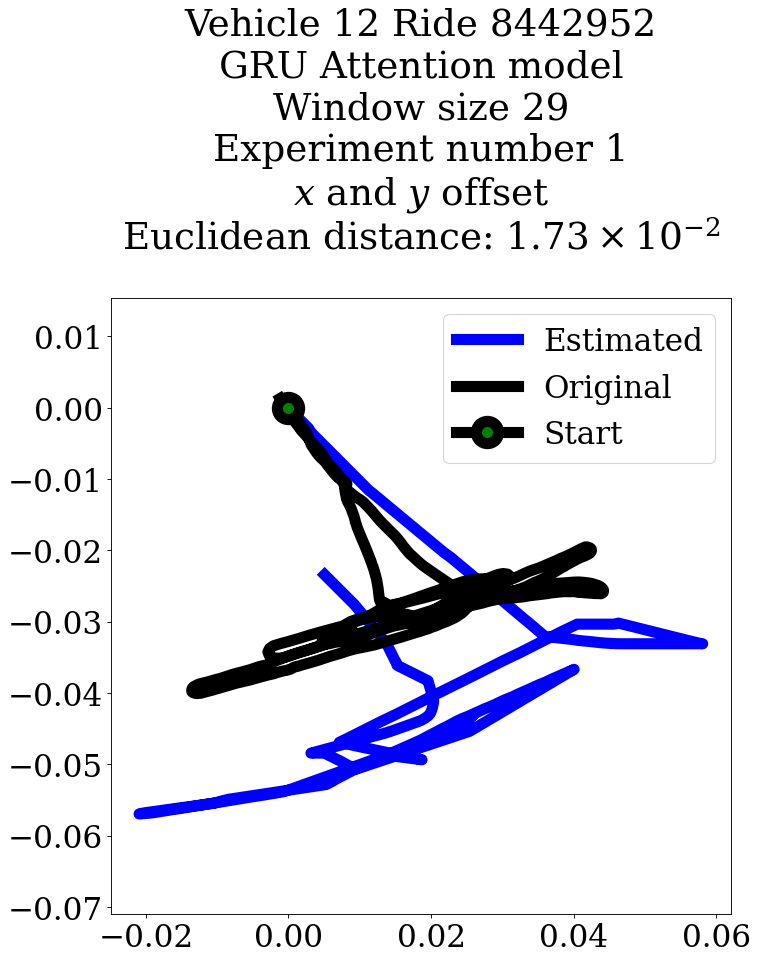 Vehicle 12 Ride 8442952
GRU Attention model
Window size 29
Experiment number 1
x and y offset
Euclidean distance: 1.73 × 10⁻²
Estimated
Original
Start
0.01
0.00
−0.01
−0.02
−0.03
−0.04
−0.05
−0.06
−0.07
−0.02 0.00 0.02 0.04 0.06